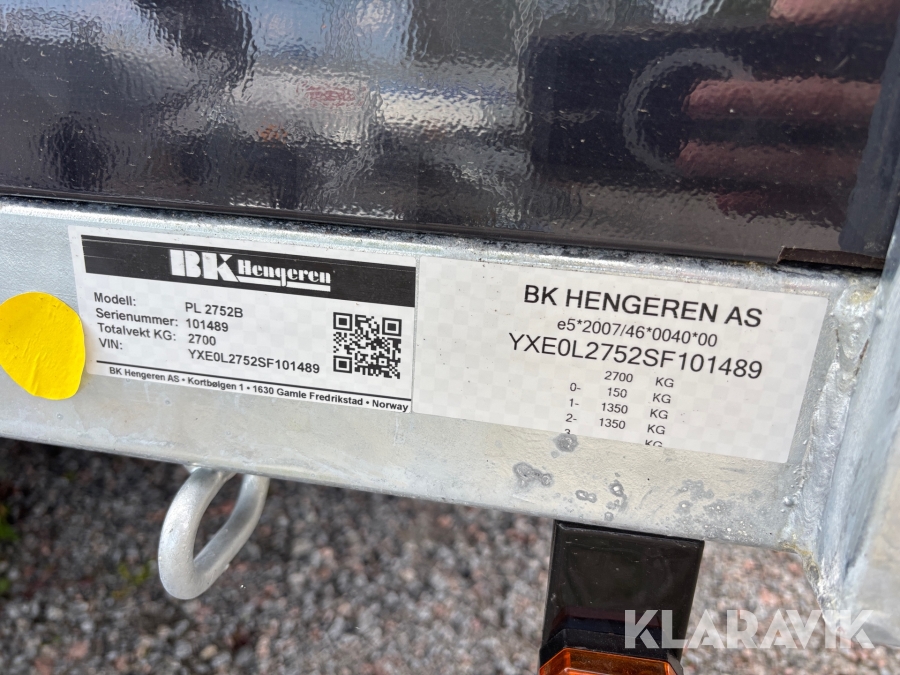 BK Hengeren
Modell: PL 2752B
Serienummer: 101489
Totalvekt KG: 2700
VIN: YXE0L2752SF101489
BK Hengeren AS • Kortbølgen 1 • 1630 Gamle Fredrikstad • Norway
BK HENGEREN AS
e5*2007/46*0040*00
YXE0L2752SF101489
2700 KG
0- 150 KG
1- 1350 KG
2- 1350 KG
3 KG
KLARAVIK